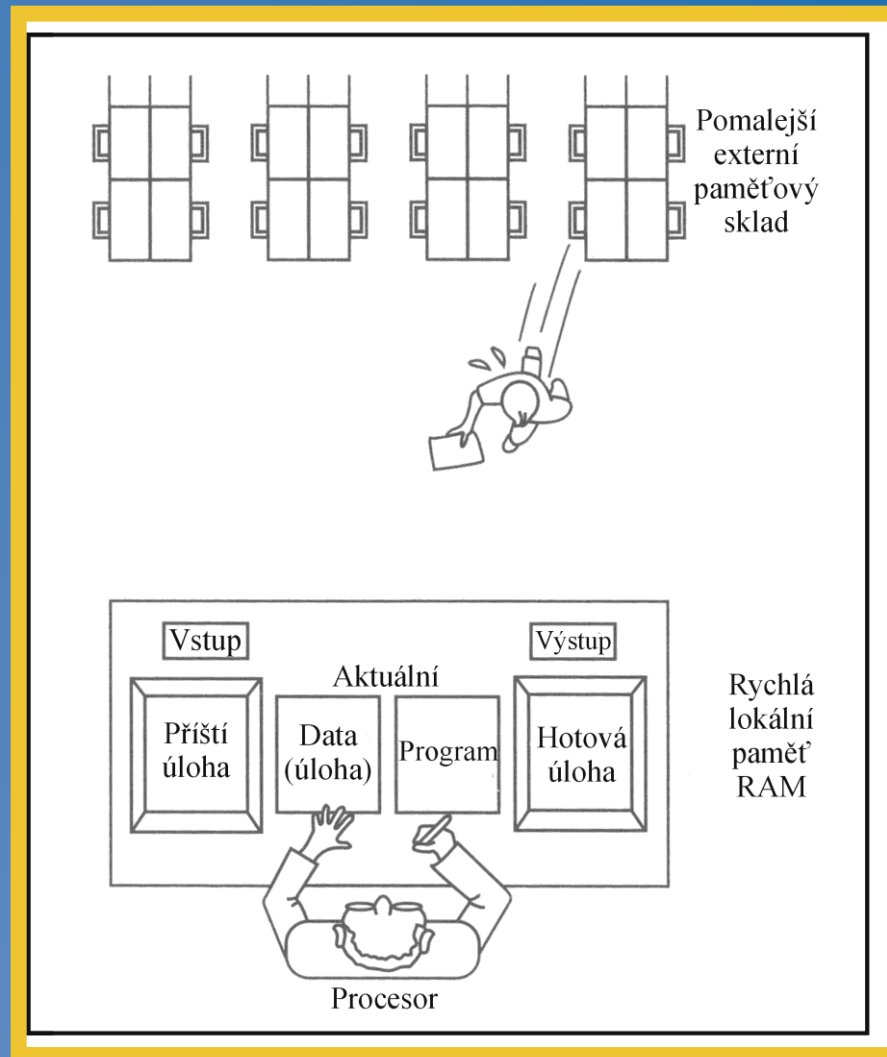 Pomalejší
externí
paměťový
sklad
Vstup
Výstup
Aktuální
Příští
úloha
Data
(úloha)
Program
Hotová
úloha
Rychlá
lokální
paměť
RAM
Procesor